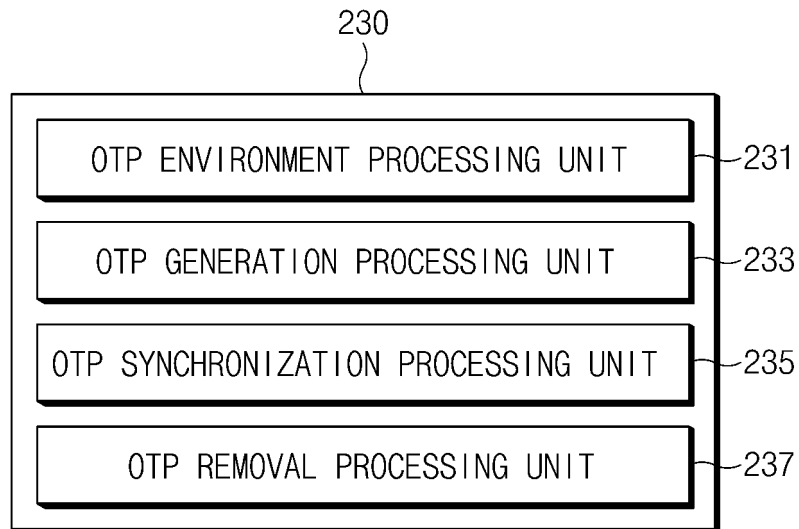 230
OTP ENVIRONMENT PROCESSING UNIT 231
OTP GENERATION PROCESSING UNIT 233
OTP SYNCHRONIZATION PROCESSING UNIT 235
OTP REMOVAL PROCESSING UNIT 237